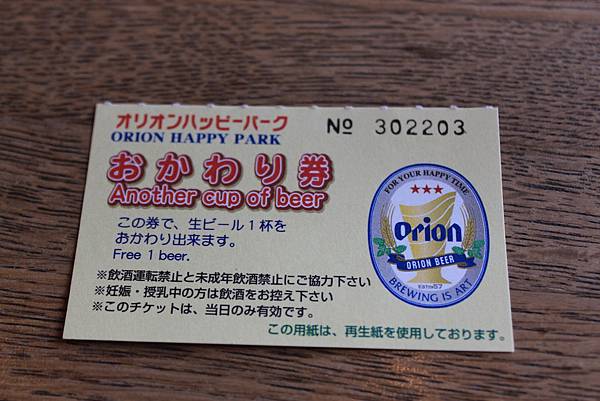 オリオンハッピーパーク
ORION HAPPY PARK
№ 302203
おかわり券
Another cup of beer
この券で、生ビール1杯を
おかわり出来ます。
Free 1 beer.
※飲酒運転禁止と未成年飲酒禁止にご協力下さい
※妊娠・授乳中の方は飲酒をお控え下さい
※このチケットは、当日のみ有効です。
この用紙は、再生紙を使用しております。
FOR YOUR HAPPY TIME
Orion
ORION BEER
BREWING IS ART